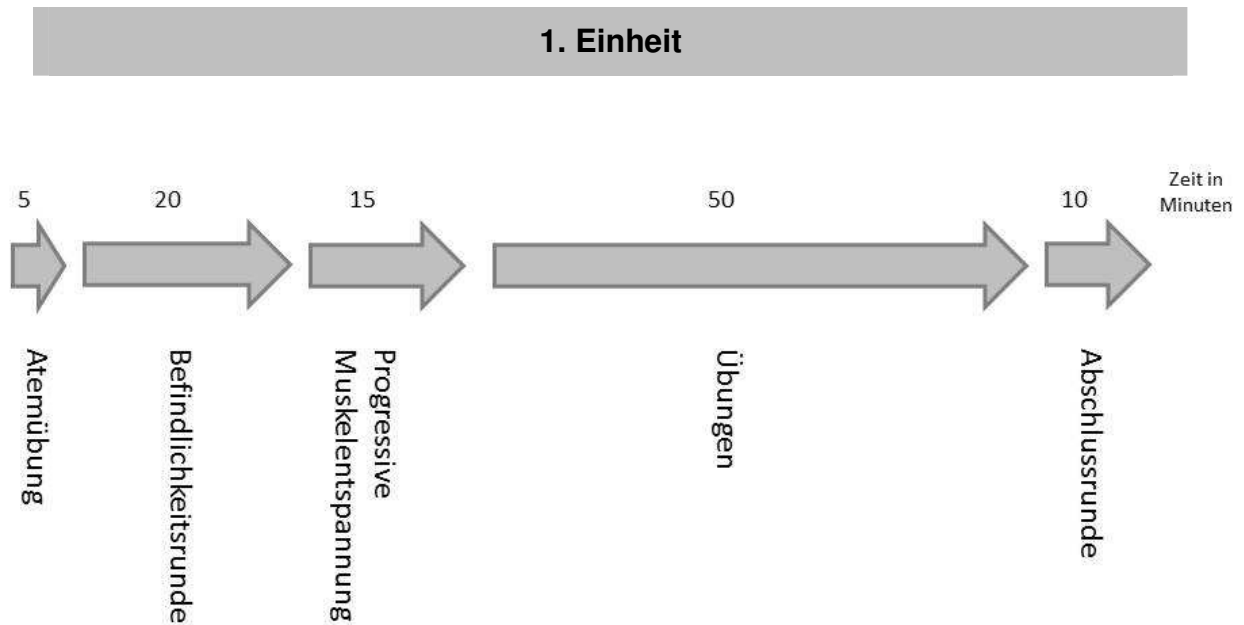 1. Einheit
5
20
15
50
10
Zeit in
Minuten
Atemübung
Befindlichkeitsrunde
Progressive
Muskelentspannung
Übungen
Abschlussrunde